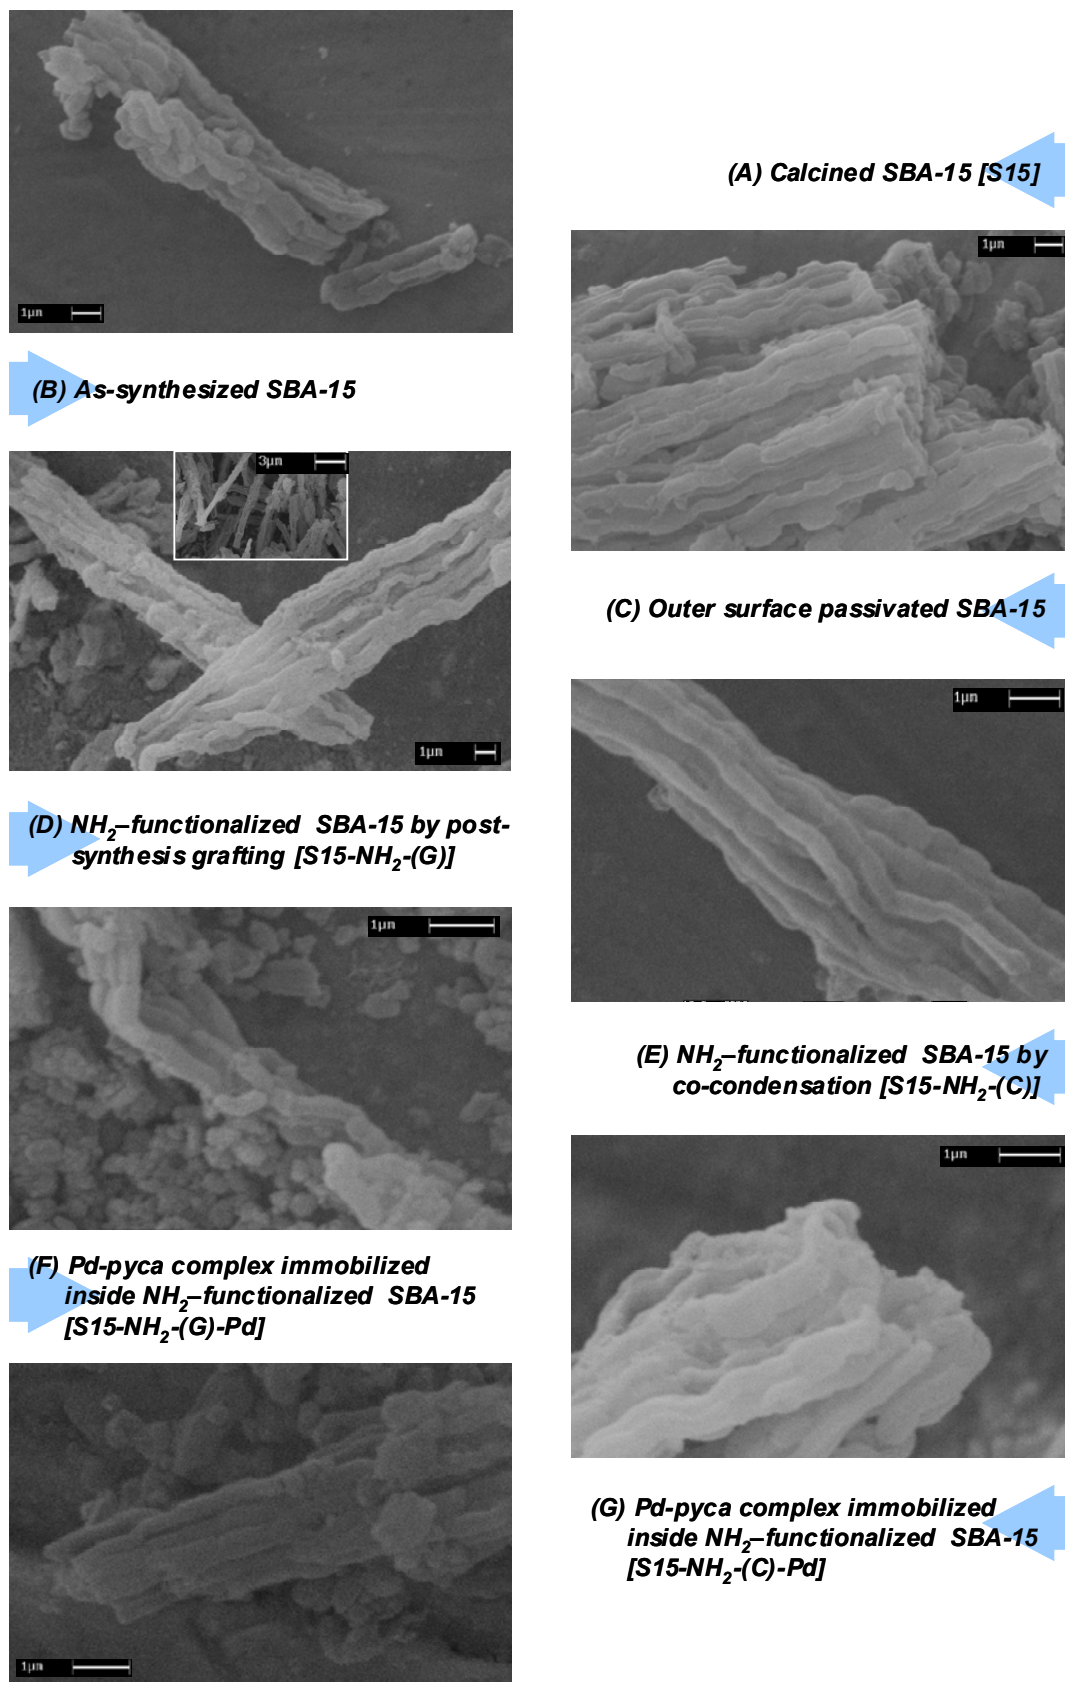 1µm
(A) Calcined SBA-15 [S15]
1µm
(B) As-synthesized SBA-15
3µm
1µm
(C) Outer surface passivated SBA-15
1µm
(D) NH2–functionalized SBA-15 by post-
synthesis grafting [S15-NH2-(G)]
1µm
(E) NH2–functionalized SBA-15 by
co-condensation [S15-NH2-(C)]
1µm
(F) Pd-pyca complex immobilized
inside NH2–functionalized SBA-15
[S15-NH2-(G)-Pd]
1µm
(G) Pd-pyca complex immobilized
inside NH2–functionalized SBA-15
[S15-NH2-(C)-Pd]